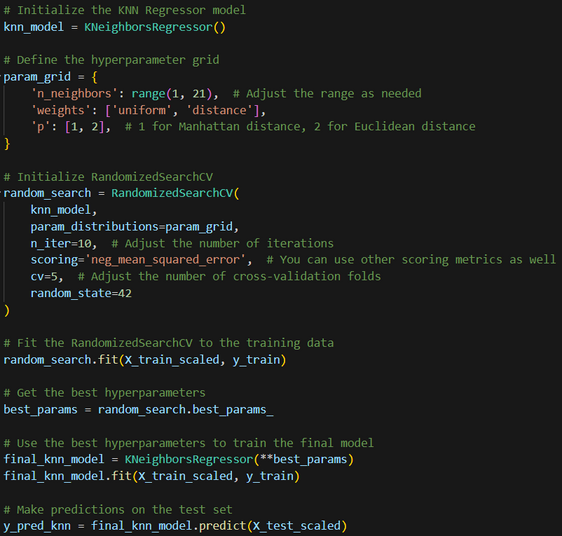 # Initialize the KNN Regressor model
knn_model = KNeighborsRegressor()
# Define the hyperparameter grid
param_grid = {
    'n_neighbors': range(1, 21),  # Adjust the range as needed
    'weights': ['uniform', 'distance'],
    'p': [1, 2],  # 1 for Manhattan distance, 2 for Euclidean distance
}
# Initialize RandomizedSearchCV
random_search = RandomizedSearchCV(
    knn_model,
    param_distributions=param_grid,
    n_iter=10,  # Adjust the number of iterations
    scoring='neg_mean_squared_error',  # You can use other scoring metrics as well
    cv=5,  # Adjust the number of cross-validation folds
    random_state=42
)
# Fit the RandomizedSearchCV to the training data
random_search.fit(X_train_scaled, y_train)
# Get the best hyperparameters
best_params = random_search.best_params_
# Use the best hyperparameters to train the final model
final_knn_model = KNeighborsRegressor(**best_params)
final_knn_model.fit(X_train_scaled, y_train)
# Make predictions on the test set
y_pred_knn = final_knn_model.predict(X_test_scaled)